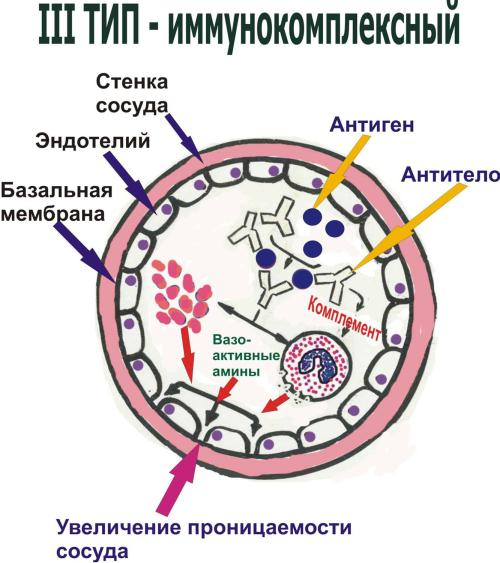 III ТИП - иммунокомплексный
Стенка
сосуда
Эндотелий
Базальная
мембрана
Антиген
Антитело
Комплемент
Вазо-
активные
амины
Увеличение проницаемости
сосуда